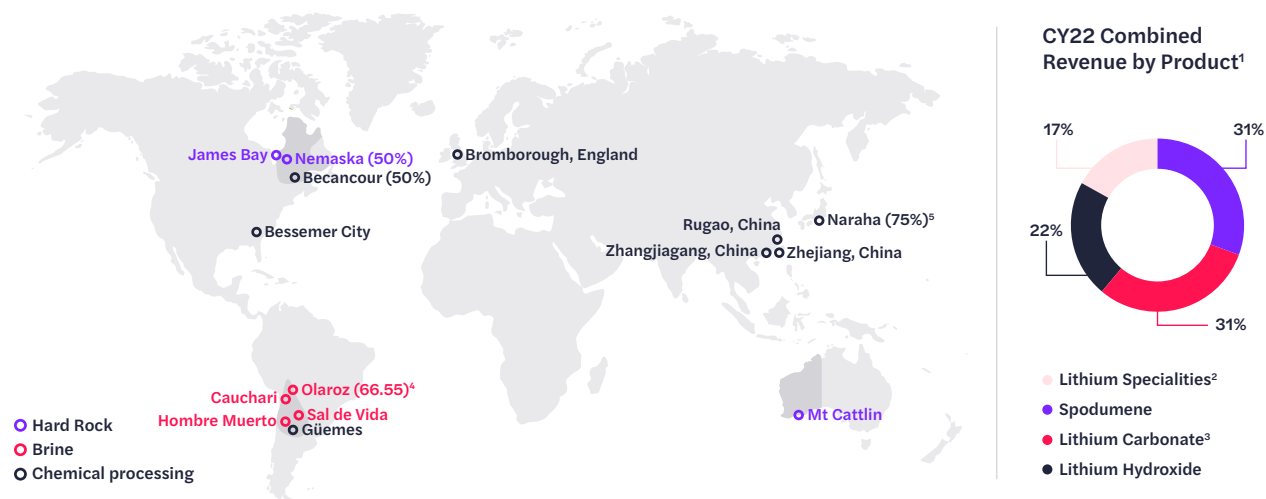 James Bay
Nemaska (50%)
Becancour (50%)
Bromborough, England
Bessemer City
Rugao, China
Naraha (75%)⁵
Zhangjiagang, China
Zhejiang, China
Olaroz (66.55)⁴
Cauchari
Sal de Vida
Hombre Muerto
Güemes
Mt Cattlin
Hard Rock
Brine
Chemical processing
CY22 Combined
Revenue by Product¹
17%
31%
22%
31%
Lithium Specialities²
Spodumene
Lithium Carbonate³
Lithium Hydroxide